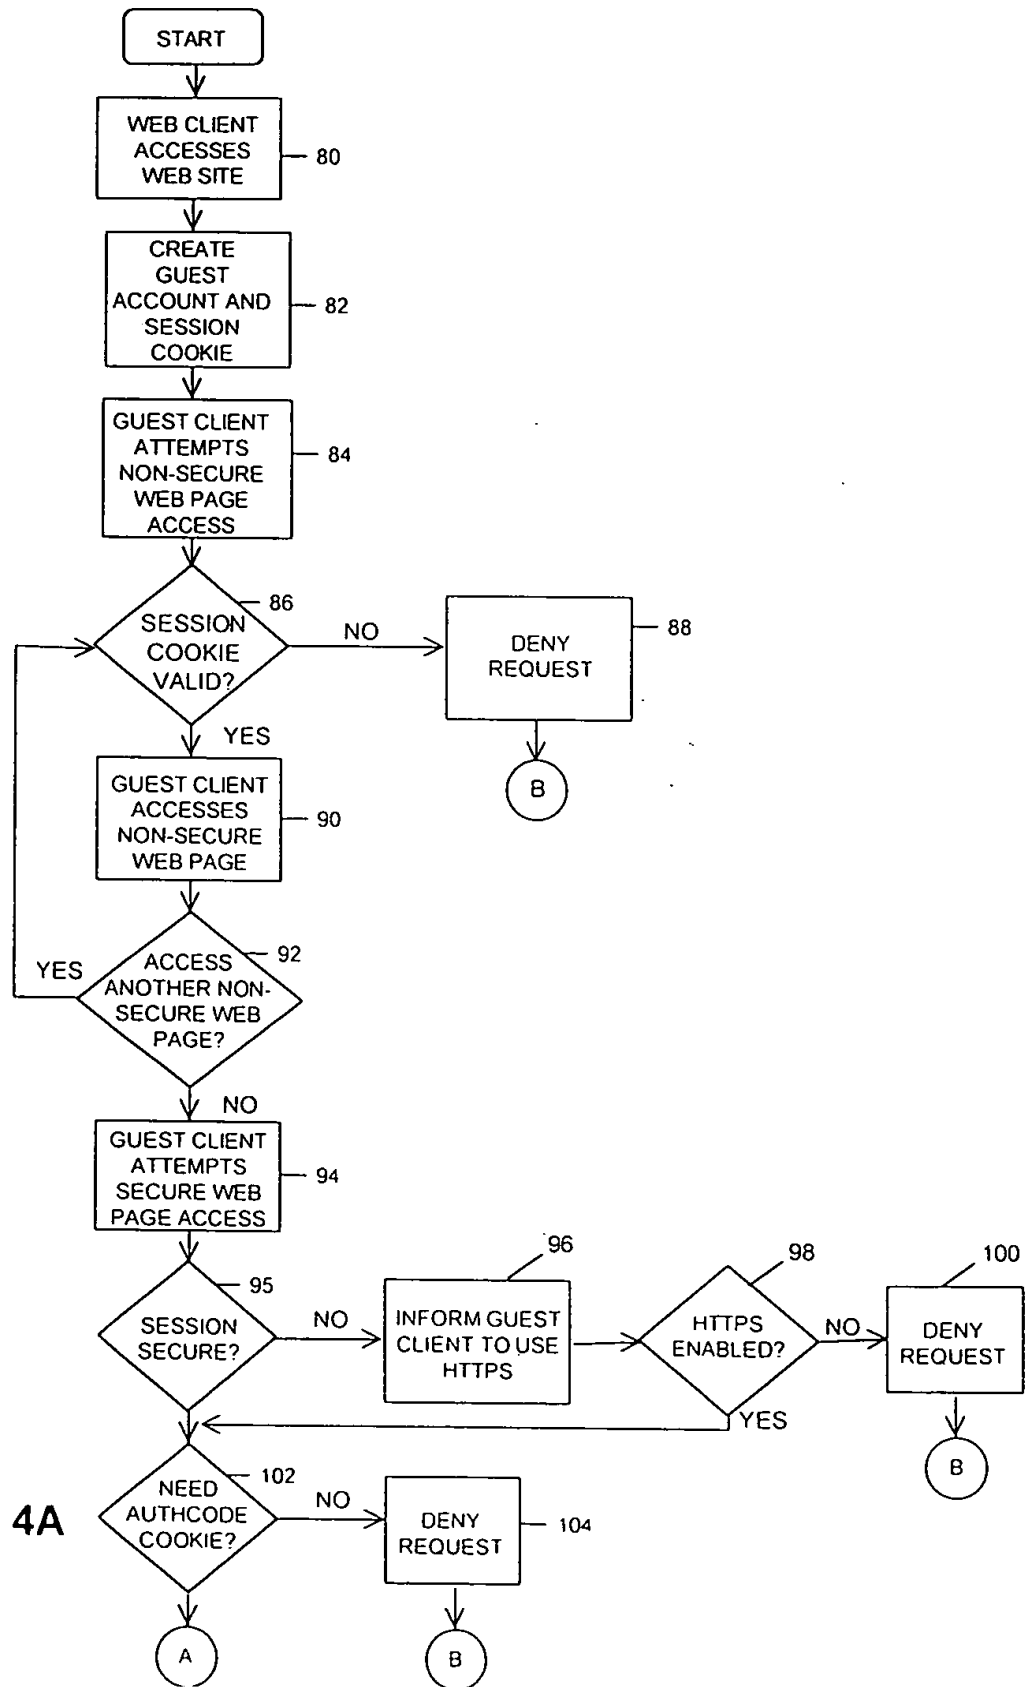 START
WEB CLIENT
ACCESSES
WEB SITE
80
CREATE
GUEST
ACCOUNT AND
SESSION
COOKIE
82
GUEST CLIENT
ATTEMPTS
NON-SECURE
WEB PAGE
ACCESS
84
86
SESSION
COOKIE
VALID?
NO
DENY
REQUEST
88
YES
B
GUEST CLIENT
ACCESSES
NON-SECURE
WEB PAGE
90
92
YES
ACCESS
ANOTHER NON-
SECURE WEB
PAGE?
NO
GUEST CLIENT
ATTEMPTS
SECURE WEB
PAGE ACCESS
94
95
SESSION
SECURE?
NO
96
INFORM GUEST
CLIENT TO USE
HTTPS
98
HTTPS
ENABLED?
NO
100
DENY
REQUEST
YES
B
102
NEED
AUTHCODE
COOKIE?
NO
DENY
REQUEST
104
4A
A
B